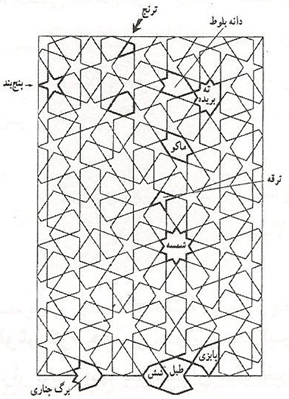 ترنج
دانه بلوط
پنج بند
ته
بریده
ماکو
ترقه
شمسه
پابزی
طبل
شش
برگ چناری